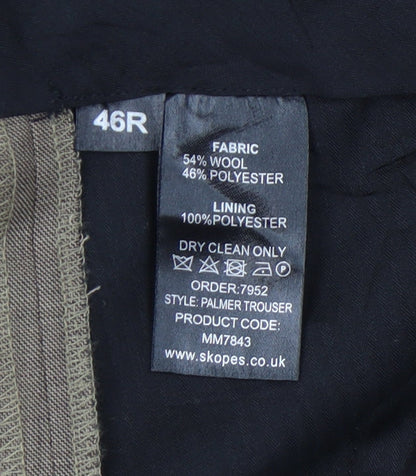 46R
FABRIC
54% WOOL
46% POLYESTER
LINING
100%POLYESTER
DRY CLEAN ONLY
P
ORDER:7952
STYLE: PALMER TROUSER
PRODUCT CODE:
MM7843
www.skopes.co.uk